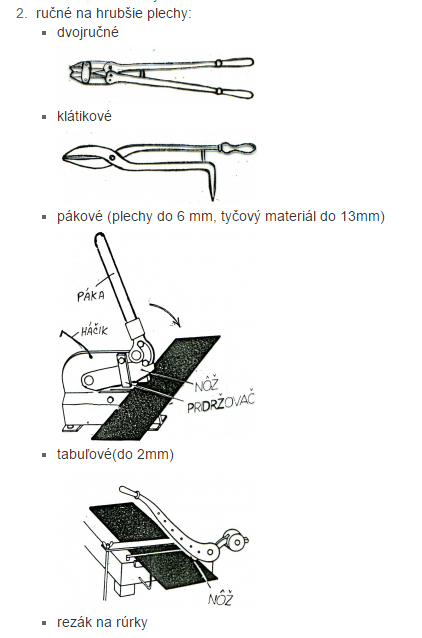 2. ručné na hrubšie plechy:
▪ dvojručné
▪ klátikové
▪ pákové (plechy do 6 mm, tyčový materiál do 13mm)
PÁKA
HÁČIK
NÔŽ
PRIDRŽOVAČ
▪ tabuľové(do 2mm)
NÔŽ
▪ rezák na rúrky